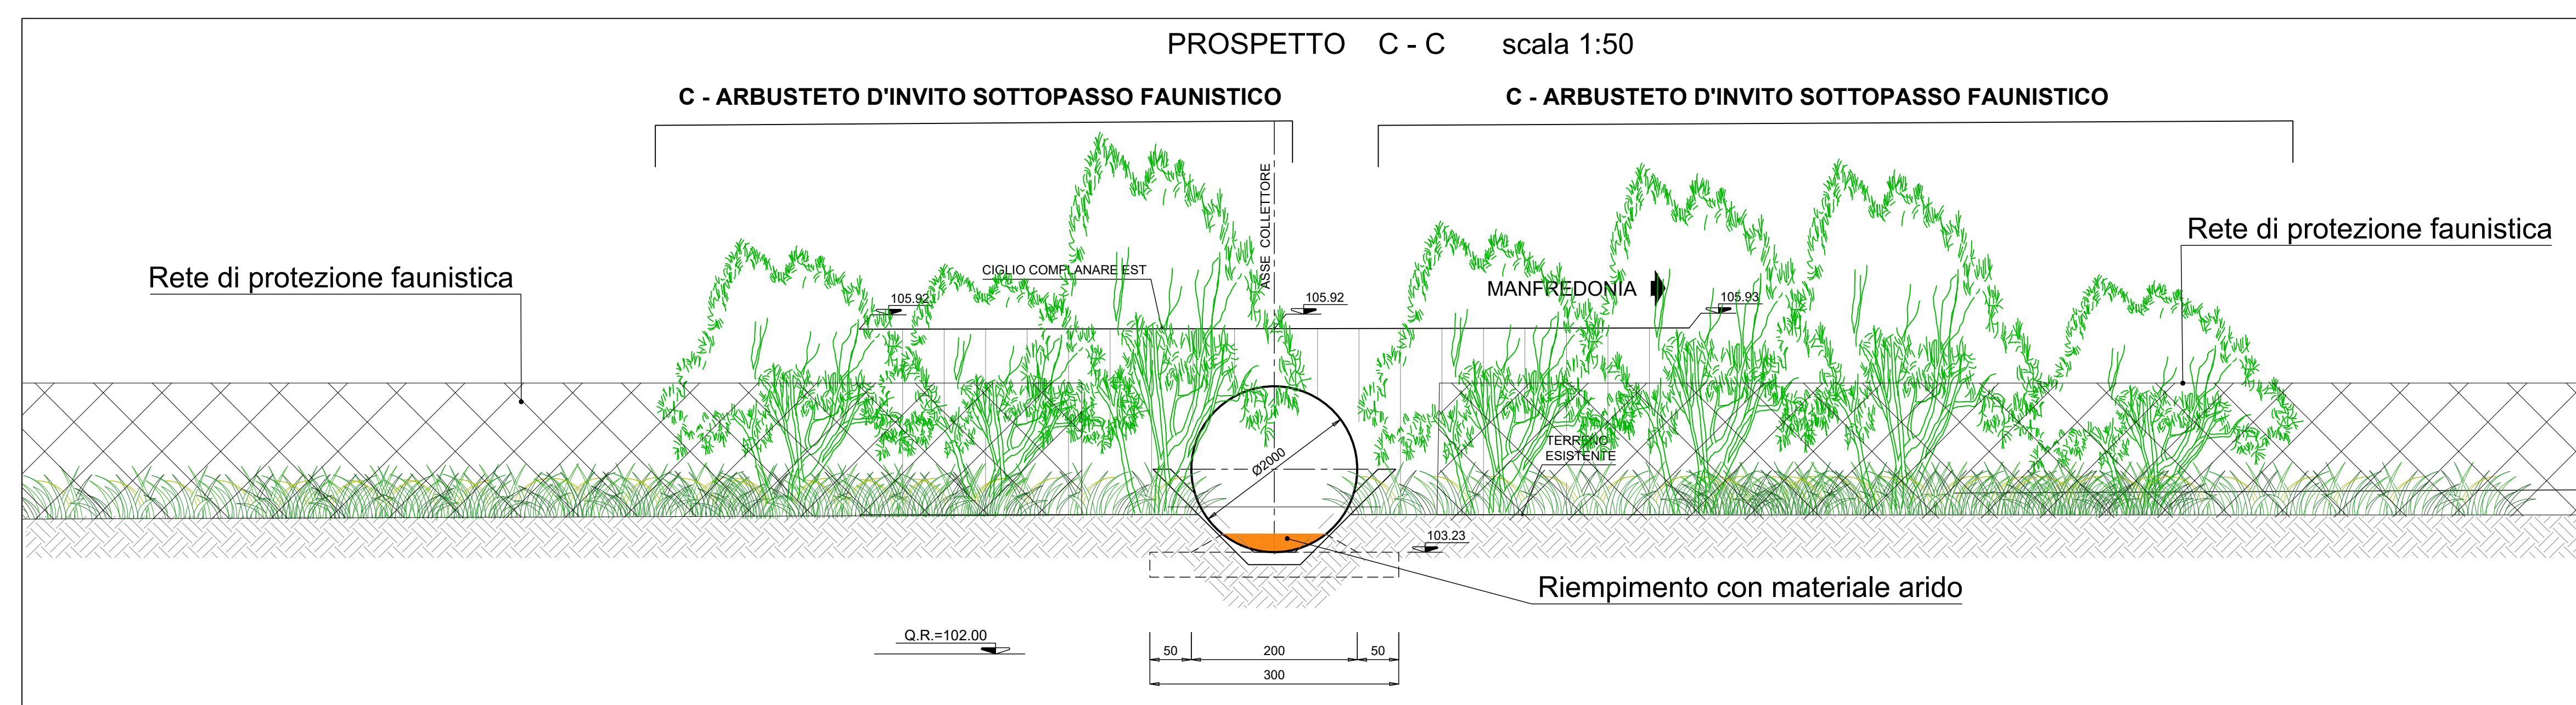 PROSPETTO C - C scala 1:50
C - ARBUSTETO D'INVITO SOTTOPASSO FAUNISTICO
C - ARBUSTETO D'INVITO SOTTOPASSO FAUNISTICO
ASSE COLLETTORE
Rete di protezione faunistica
Rete di protezione faunistica
CIGLIO COMPLANARE EST
MANFREDONIA
105.92
105.92
105.93
TERRENO
ESISTENTE
Ø2000
103.23
Riempimento con materiale arido
Q.R.=102.00
50
200
50
300